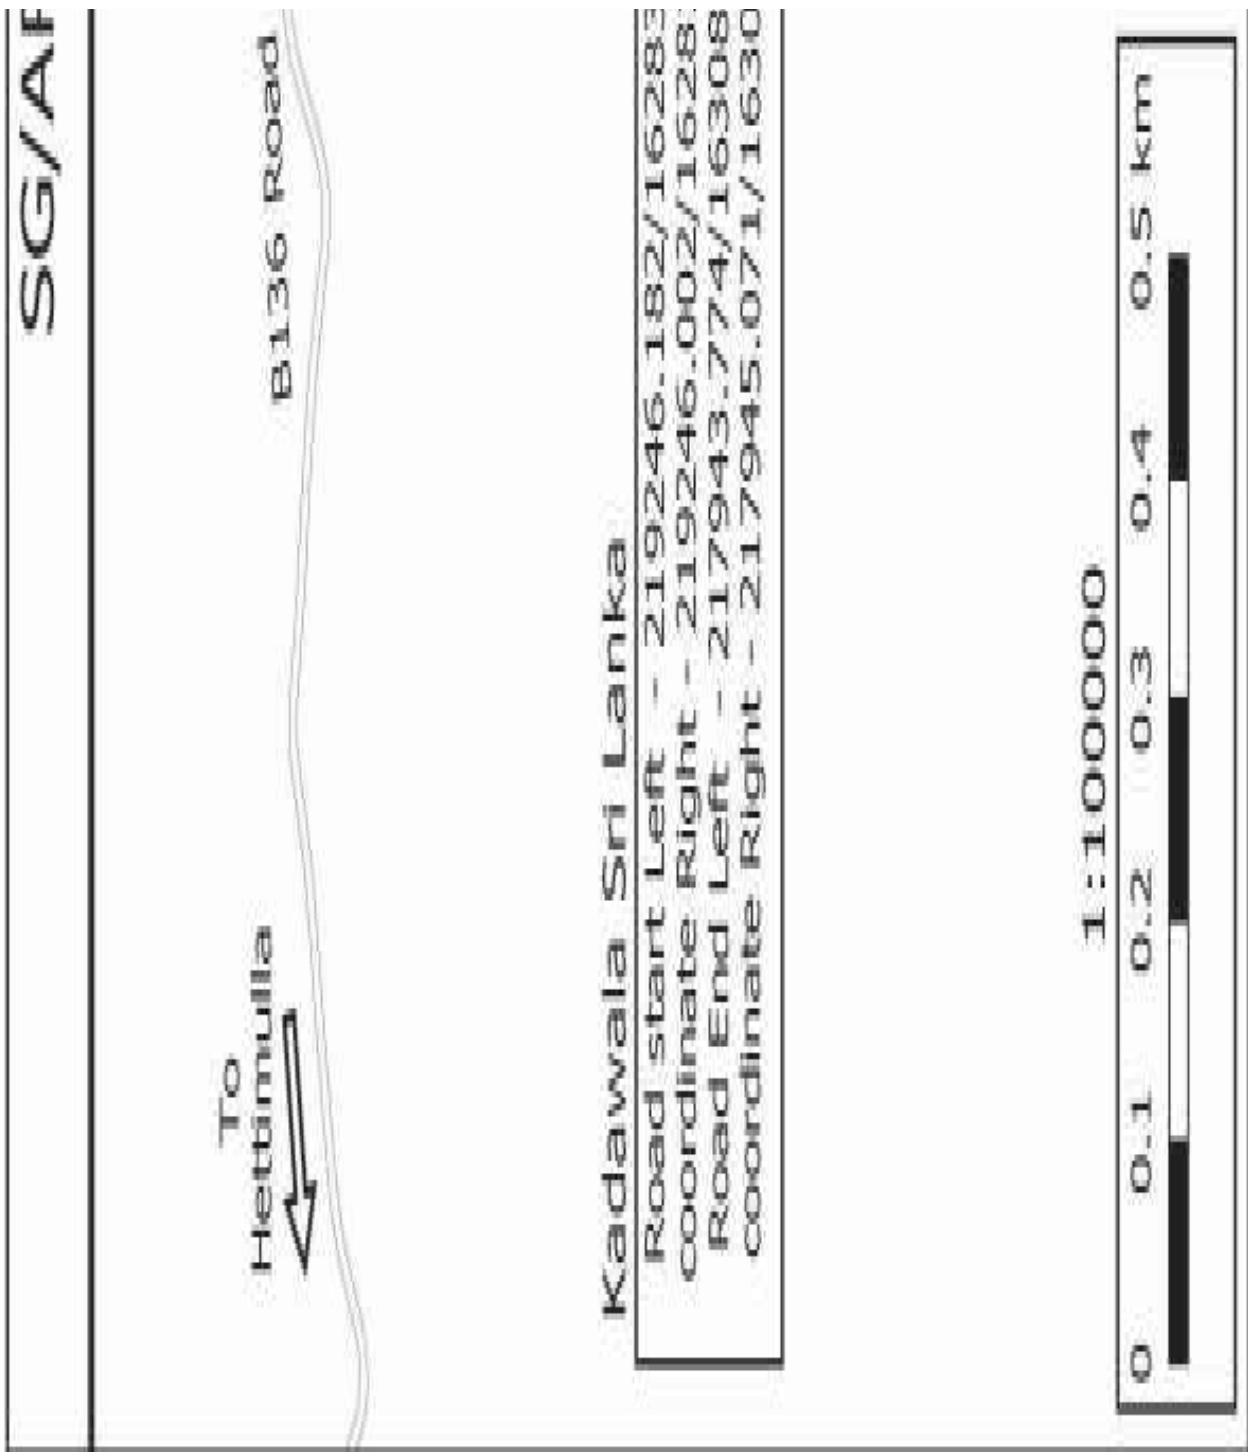 SG/AF
B136 Road
To
Hettimulla
Kadawala Sri Lanka
Road start Left - 219246.182/16283
coordinate Right - 219246.002/1628
Road End Left - 217943.774/16308
coordinate Right - 217945.071/1630
1:10000
0 0.1 0.2 0.3 0.4 0.5 km